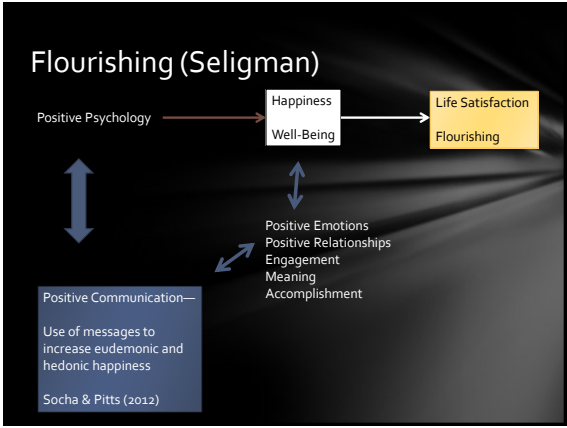 Flourishing (Seligman)
Positive Psychology
Happiness
Well-Being
Life Satisfaction
Flourishing
Positive Emotions
Positive Relationships
Engagement
Meaning
Accomplishment
Positive Communication—
Use of messages to
increase eudemonic and
hedonic happiness
Socha & Pitts (2012)